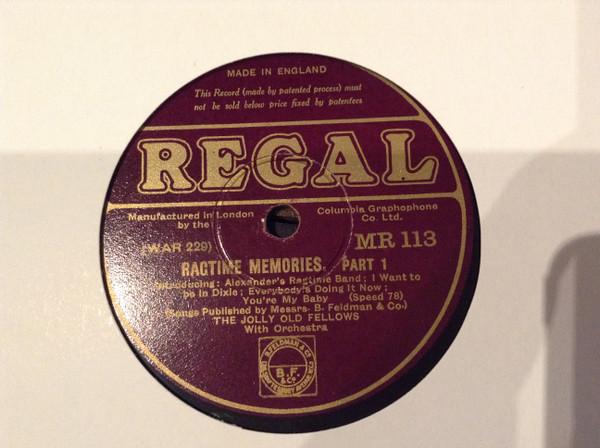 MADE IN ENGLAND
This Record (made by patented process) must
not be sold below price fixed by patentees
REGAL
Manufactured in London
by the
Columbia Graphophone
Co. Ltd.
(WAR 229)
MR 113
RAGTIME MEMORIES. PART 1
Introducing: Alexander's Ragtime Band; I Want to
be in Dixie; Everybody's Doing It Now;
You're My Baby (Speed 78)
(Songs Published by Messrs. B. Feldman & Co.)
THE JOLLY OLD FELLOWS
With Orchestra
B. FELDMAN & Co
B.F.
& Co.